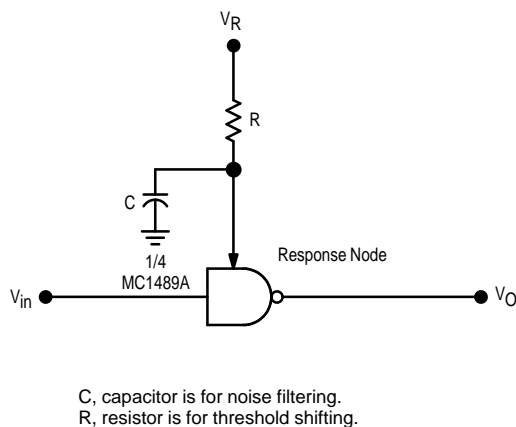 VR
R
C
1/4
MC1489A
Response Node
Vin
VO
C, capacitor is for noise filtering.
R, resistor is for threshold shifting.